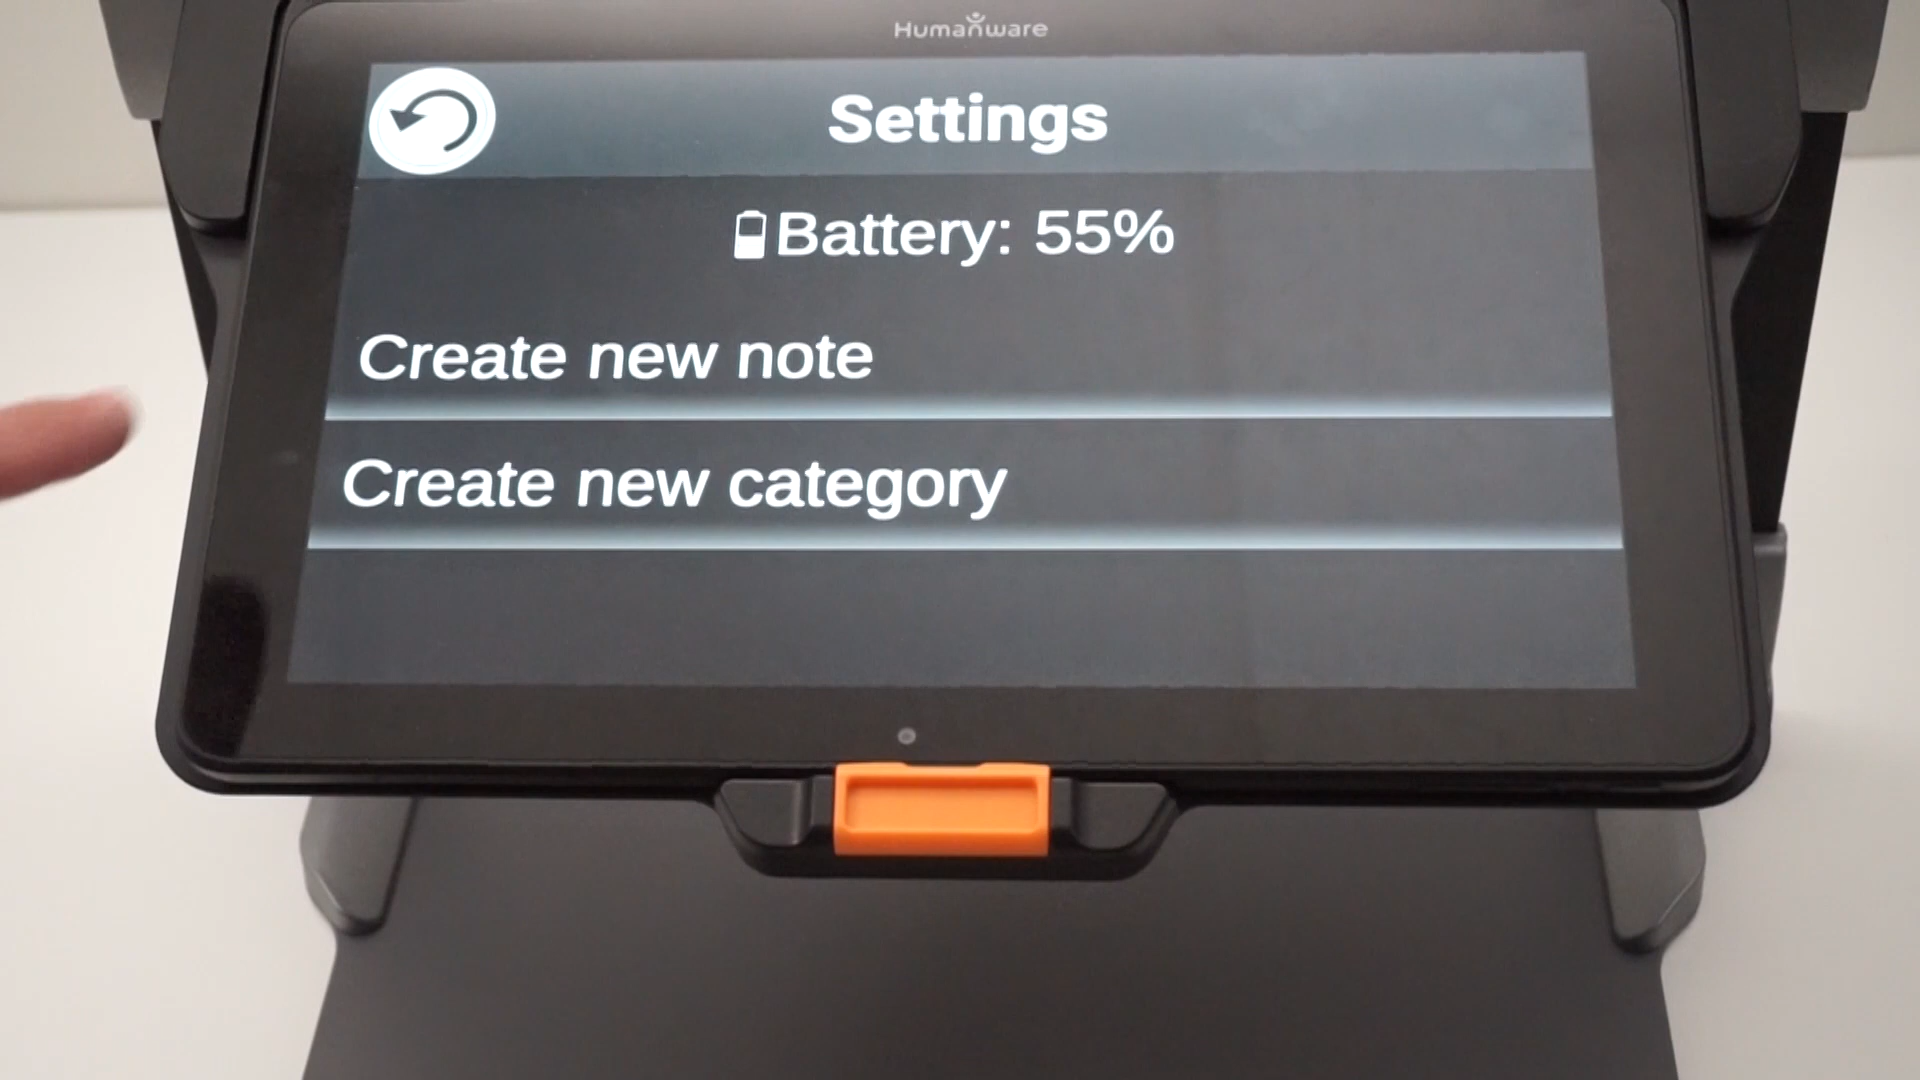 Humanware
Settings
Battery: 55%
Create new note
Create new category